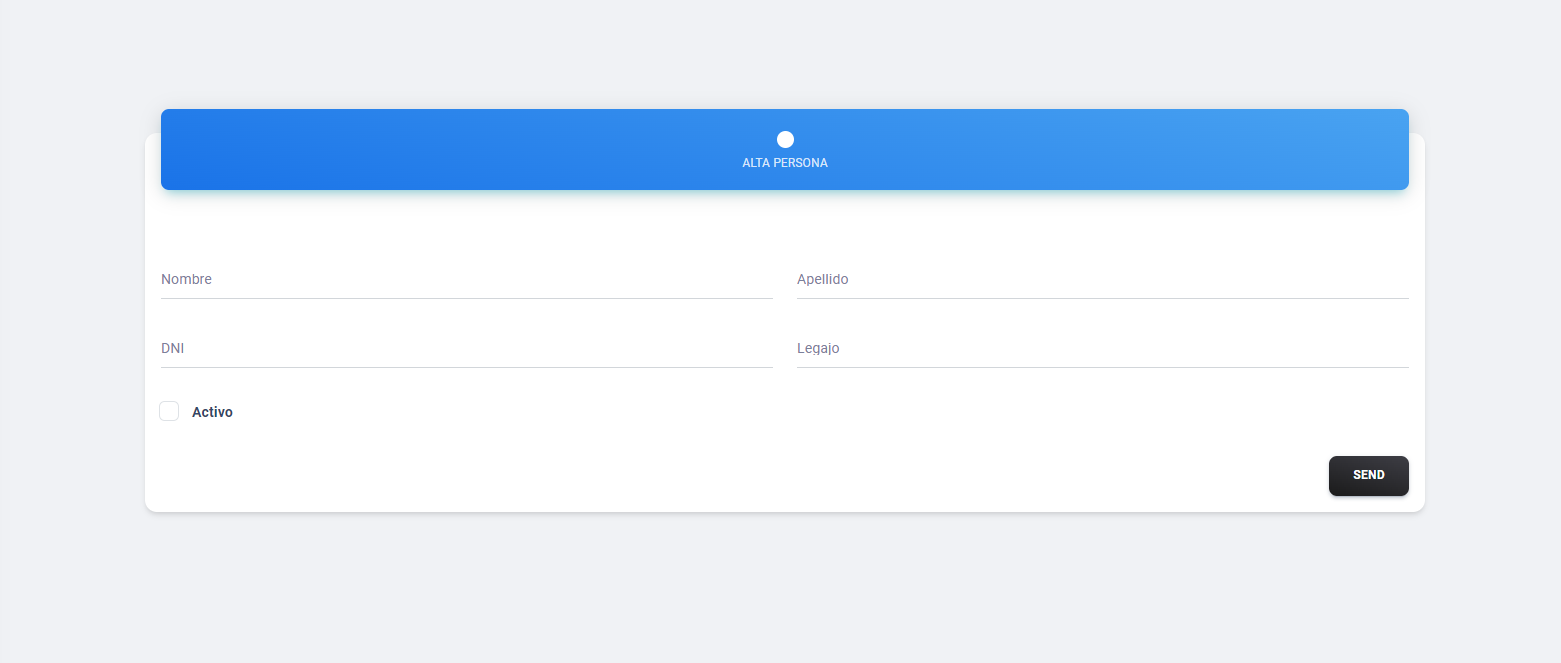 ALTA PERSONA
Nombre
Apellido
DNI
Legajo
Activo
SEND